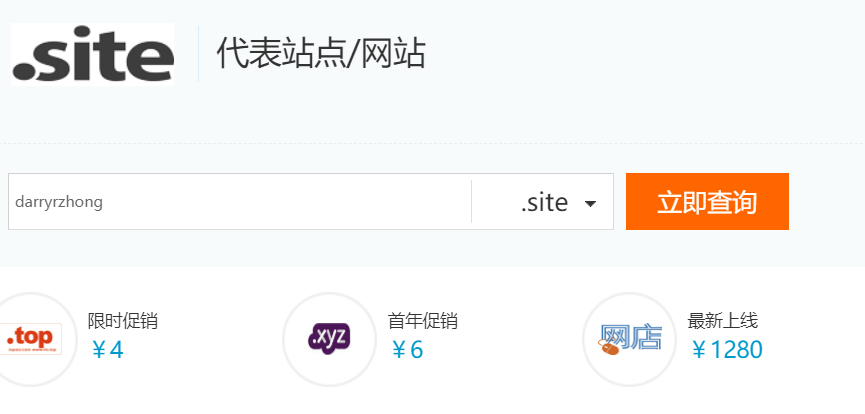 .site
代表站点/网站
darryrzhong
.site
立即查询
.top
限时促销
￥4
.xyz
首年促销
￥6
网店
最新上线
￥1280